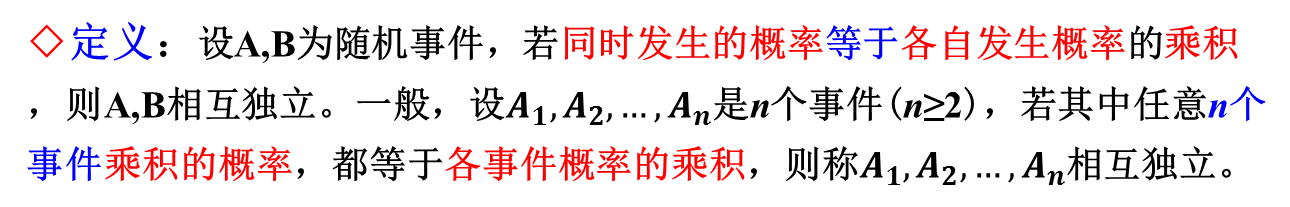 ◇定义：设A,B为随机事件，若同时发生的概率等于各自发生概率的乘积
，则A,B相互独立。一般，设A₁,A₂,…,Aₙ是n个事件(n≥2)，若其中任意n个
事件乘积的概率，都等于各事件概率的乘积，则称A₁,A₂,…,Aₙ相互独立。